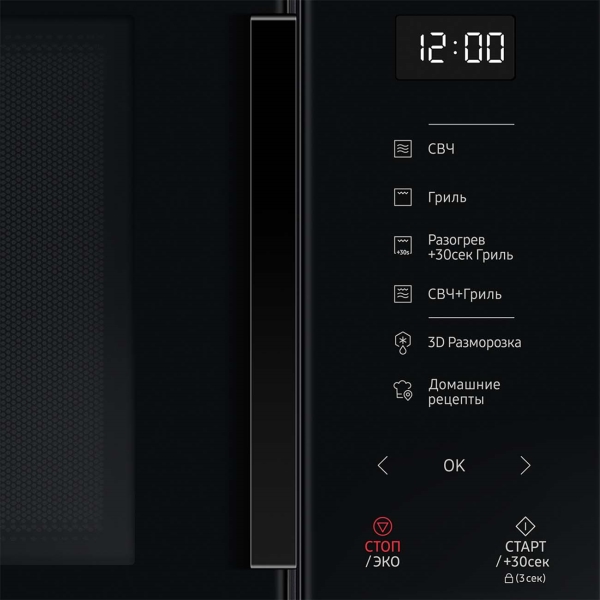 12:00
СВЧ
Гриль
+30s
Разогрев
+30сек Гриль
СВЧ+Гриль
3D Разморозка
Домашние
рецепты
< OK >
СТОП
/ЭКО
СТАРТ
/+30сек
(3 сек)